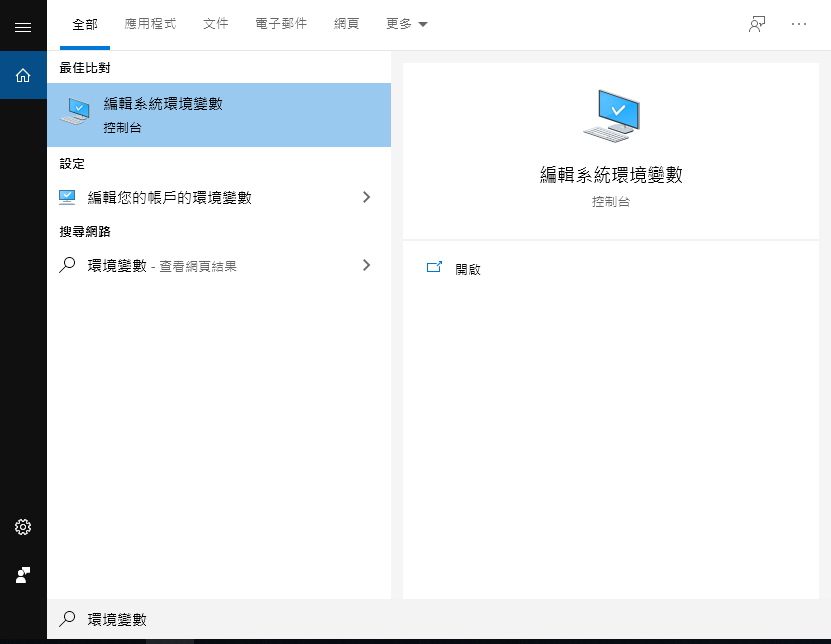 全部 應用程式 文件 電子郵件 網頁 更多
最佳比對
編輯系統環境變數
控制台
設定
編輯您的帳戶的環境變數
搜尋網路
環境變數 - 查看網頁結果
編輯系統環境變數
控制台
開啟
環境變數